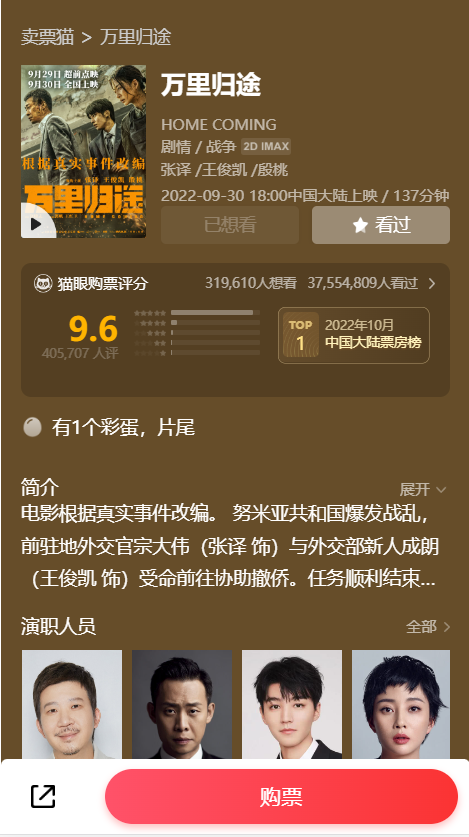 卖票猫 > 万里归途
9月29日 超前点映
9月30日 全国上映
根据真实事件改编
张译 王俊凯 殷桃
万里归途
HOME COMING
万里归途
HOME COMING
剧情 / 战争 2D IMAX
张译 /王俊凯 /殷桃
2022-09-30 18:00中国大陆上映 / 137分钟
已想看
看过
猫眼购票评分
319,610人想看 37,554,809人看过
9.6
405,707 人评
TOP
1
2022年10月
中国大陆票房榜
有1个彩蛋，片尾
简介
展开
电影根据真实事件改编。 努米亚共和国爆发战乱，
前驻地外交官宗大伟（张译 饰）与外交部新人成朗
（王俊凯 饰）受命前往协助撤侨。任务顺利结束...
演职人员
全部
购票